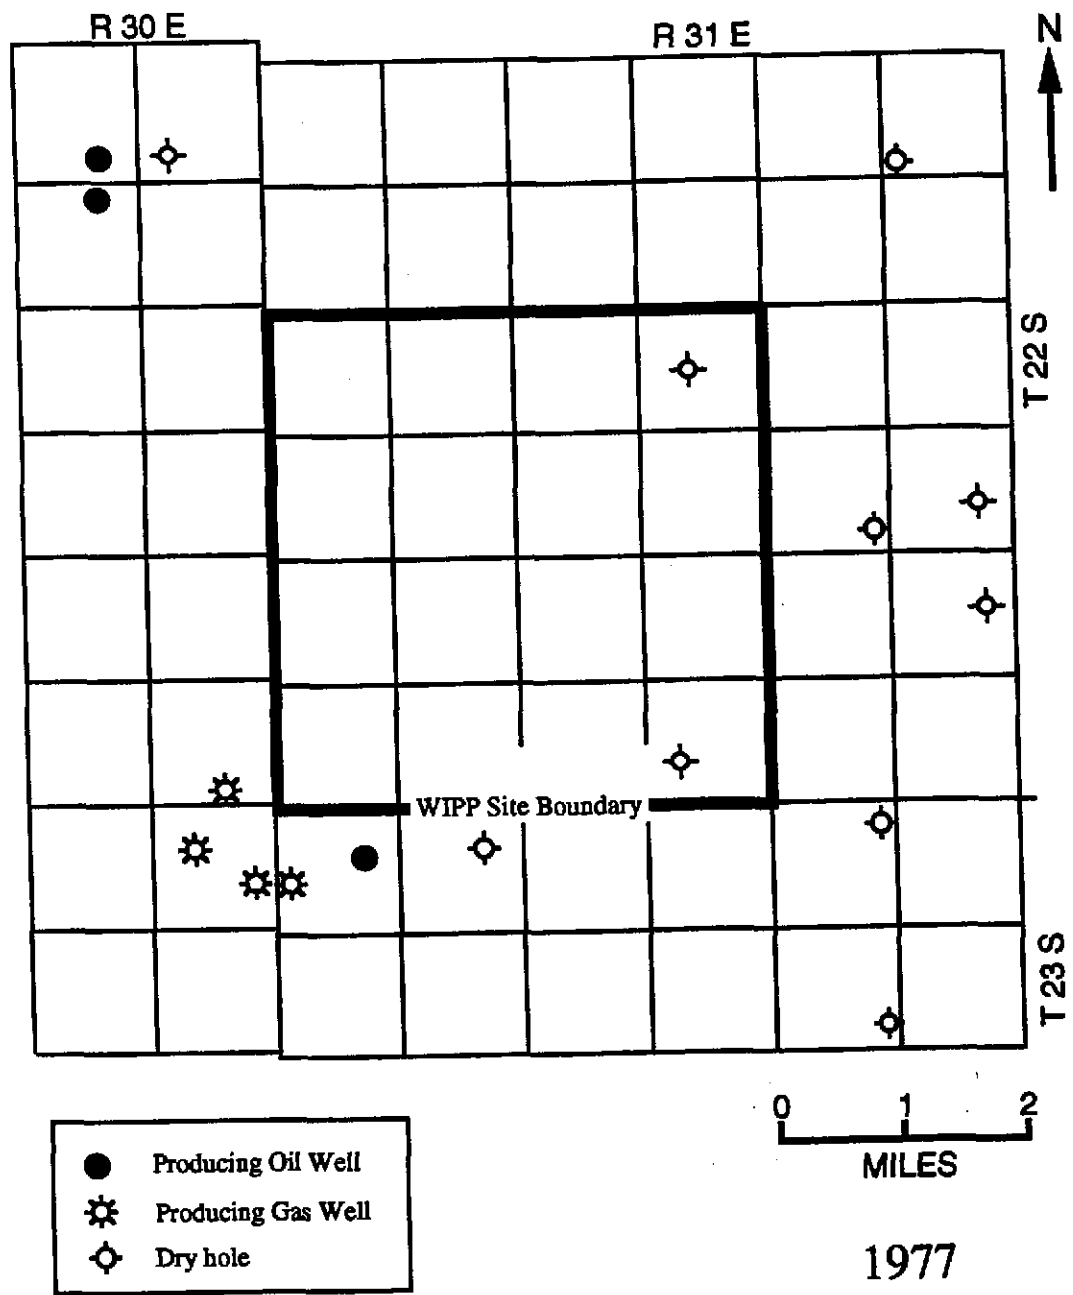 R 30 E
R 31 E
N
T 22 S
WIPP Site Boundary
T 23 S
0 1 2
MILES
Producing Oil Well
Producing Gas Well
Dry hole
1977